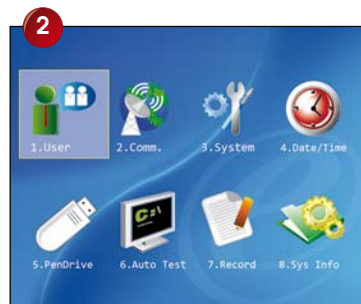 2
1.User 2.Comm. 3.System 4.Date/Time
C:\
5.PenDrive 6.Auto Test 7.Record 8.Sys Info